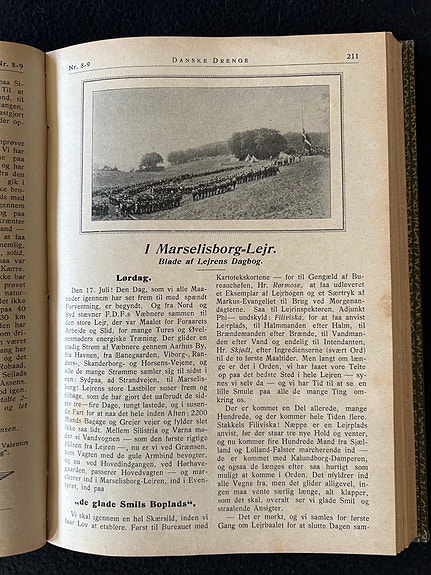 Nr. 8-9
DANSKE DRENGE
211
I Marselisborg-Lejr.
Blade af Lejrens Dagbog.
Lørdag.
Den 17. Juli! Den Dag, som vi alle Maa-
neder igennem har set frem til med spændt
Forventning, er begyndt. Og fra Nord og
Syd stævner F.D.F.s Væbnere sammen til
den store Lejr, der var Maalet for Foraarets
Arbejde og Slid, for mange Tures og Øvel-
senmøders energiske Træning. Der glider en
stadig Strøm af Væbnere gennem Aarhus By,
fra Havnen, fra Banegaarden, Viborg-, Ran-
ders-, Skanderborg- og Horsens-Vejene, og
alle de mange Strømme samler sig til sidst i
den: Sydpaa, ad Strandvejen, til Marselis-
borg! Lejrens store Lastbiler suser frem og
tilbage, som de har gjort det ualbrudt de sid-
ste tre Dage, tungt lastede, og i susen-
de Fart for at naa det hele inden Aften: 2200
Mands Bagage og Grejer vejer og fylder slet
ikke saa lidt. Mellem Silistria og Varna mø-
der vi Vandvognen — som den første rigtige
Hilsen fra Lejren —, nu er vi ved Grænsen,
som Vagten med de gule Armbind bevogter,
og nu ved Hovedindgangen, ved Hærhave-
gaarden, passerer Hovedvagten — og mar-
cherer ind i Marselisborg-Lejren, ind i Even-
tyret, ind paa
„de glade Smils Boplads“.
Vi skal igennem en hel Skærsild, inden vi
faar Lov at etablere. Først til Bureauet med
Kartotekskortene — for til Gengæld af Bu-
reauchefen, Hr. Rørmose, at faa udleveret
et Eksemplar af Lejrbogen og et Særtryk af
Markus-Evangeliet til Brug ved Morgenan-
dagterne. Saa til Lejrinspektøren, Adjunkt
Phi— undskyld: Filiviska, for at faa anvist
Lejrplads, til Halmmanden efter Halm, til
Brændemanden efter Brænde, til Vandman-
den efter Vand og endelig til Intendanten,
Hr. Skjødt, efter Ingredienserne (svært Ord)
til de to første Maaltider. Men langt om læn-
ge er det i Orden, vi har faaet vore Telte
op paa det bedste Sted i hele Lejren — sy-
nes vi selv da — og vi har Tid til at se en
lille Smule paa alle de mange Ting om-
kring os.
Der er kommet en Del allerede, mange
Hundrede, og der kommer hele Tiden flere.
Stakkels Filiviska! Næppe er en Lejrplads
anvist, før der staar tre nye Hold og venter,
og nu kommer fire Hundrede Mand fra Sjæl-
land og Lolland-Falster marcherende ind —
de er kommet med Kalundborg-Damperen,
og ogsaa de længes efter saa hurtigt som
muligt at komme i Orden. Det myldrer ind
alle Vegne fra, men det glider alligevel, in-
gen maa vente særlig længe, alt klapper,
som det skal, overalt ser vi glade Smil og
straalende Ansigter.
— Det er mørkt, og vi samles for første
Gang om Lejrbaalet for at slutte Dagen sam-